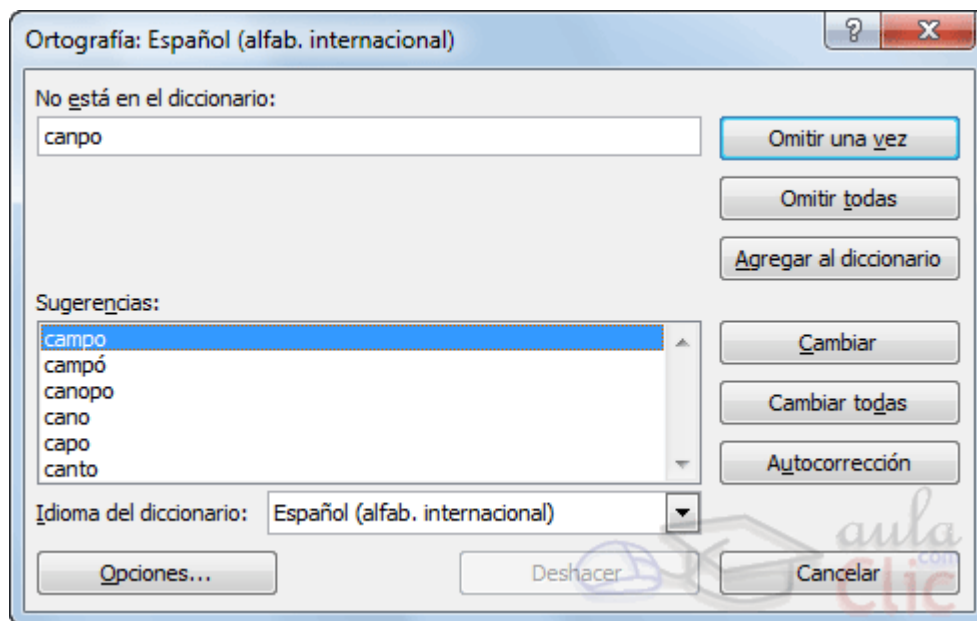 Ortografía: Español (alfab. internacional)
No está en el diccionario:
canpo
Omitir una vez
Omitir todas
Agregar al diccionario
Sugerencias:
campo
campó
canopo
cano
capo
canto
Cambiar
Cambiar todas
Autocorrección
Idioma del diccionario: Español (alfab. internacional)
Opciones...
Deshacer
Cancelar
aula
.com
Clic